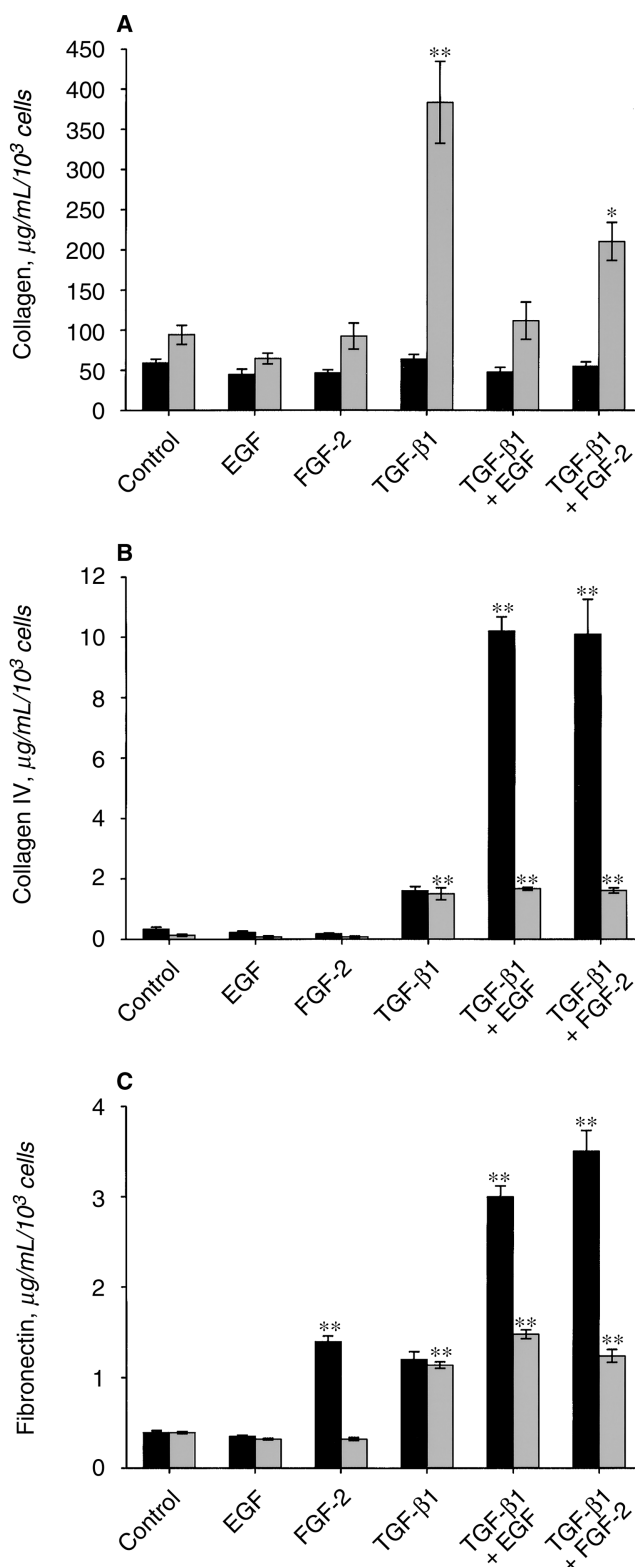 A
Collagen, µg/mL/10³ cells
450
400
350
300
250
200
150
100
50
0
**
*
Control
EGF
FGF-2
TGF-β1
TGF-β1
+ EGF
TGF-β1
+ FGF-2
B
Collagen IV, µg/mL/10³ cells
12
10
8
6
4
2
0
**
**
**
**
**
Control
EGF
FGF-2
TGF-β1
TGF-β1
+ EGF
TGF-β1
+ FGF-2
C
Fibronectin, µg/mL/10³ cells
4
3
2
1
0
**
**
**
**
**
**
Control
EGF
FGF-2
TGF-β1
TGF-β1
+ EGF
TGF-β1
+ FGF-2